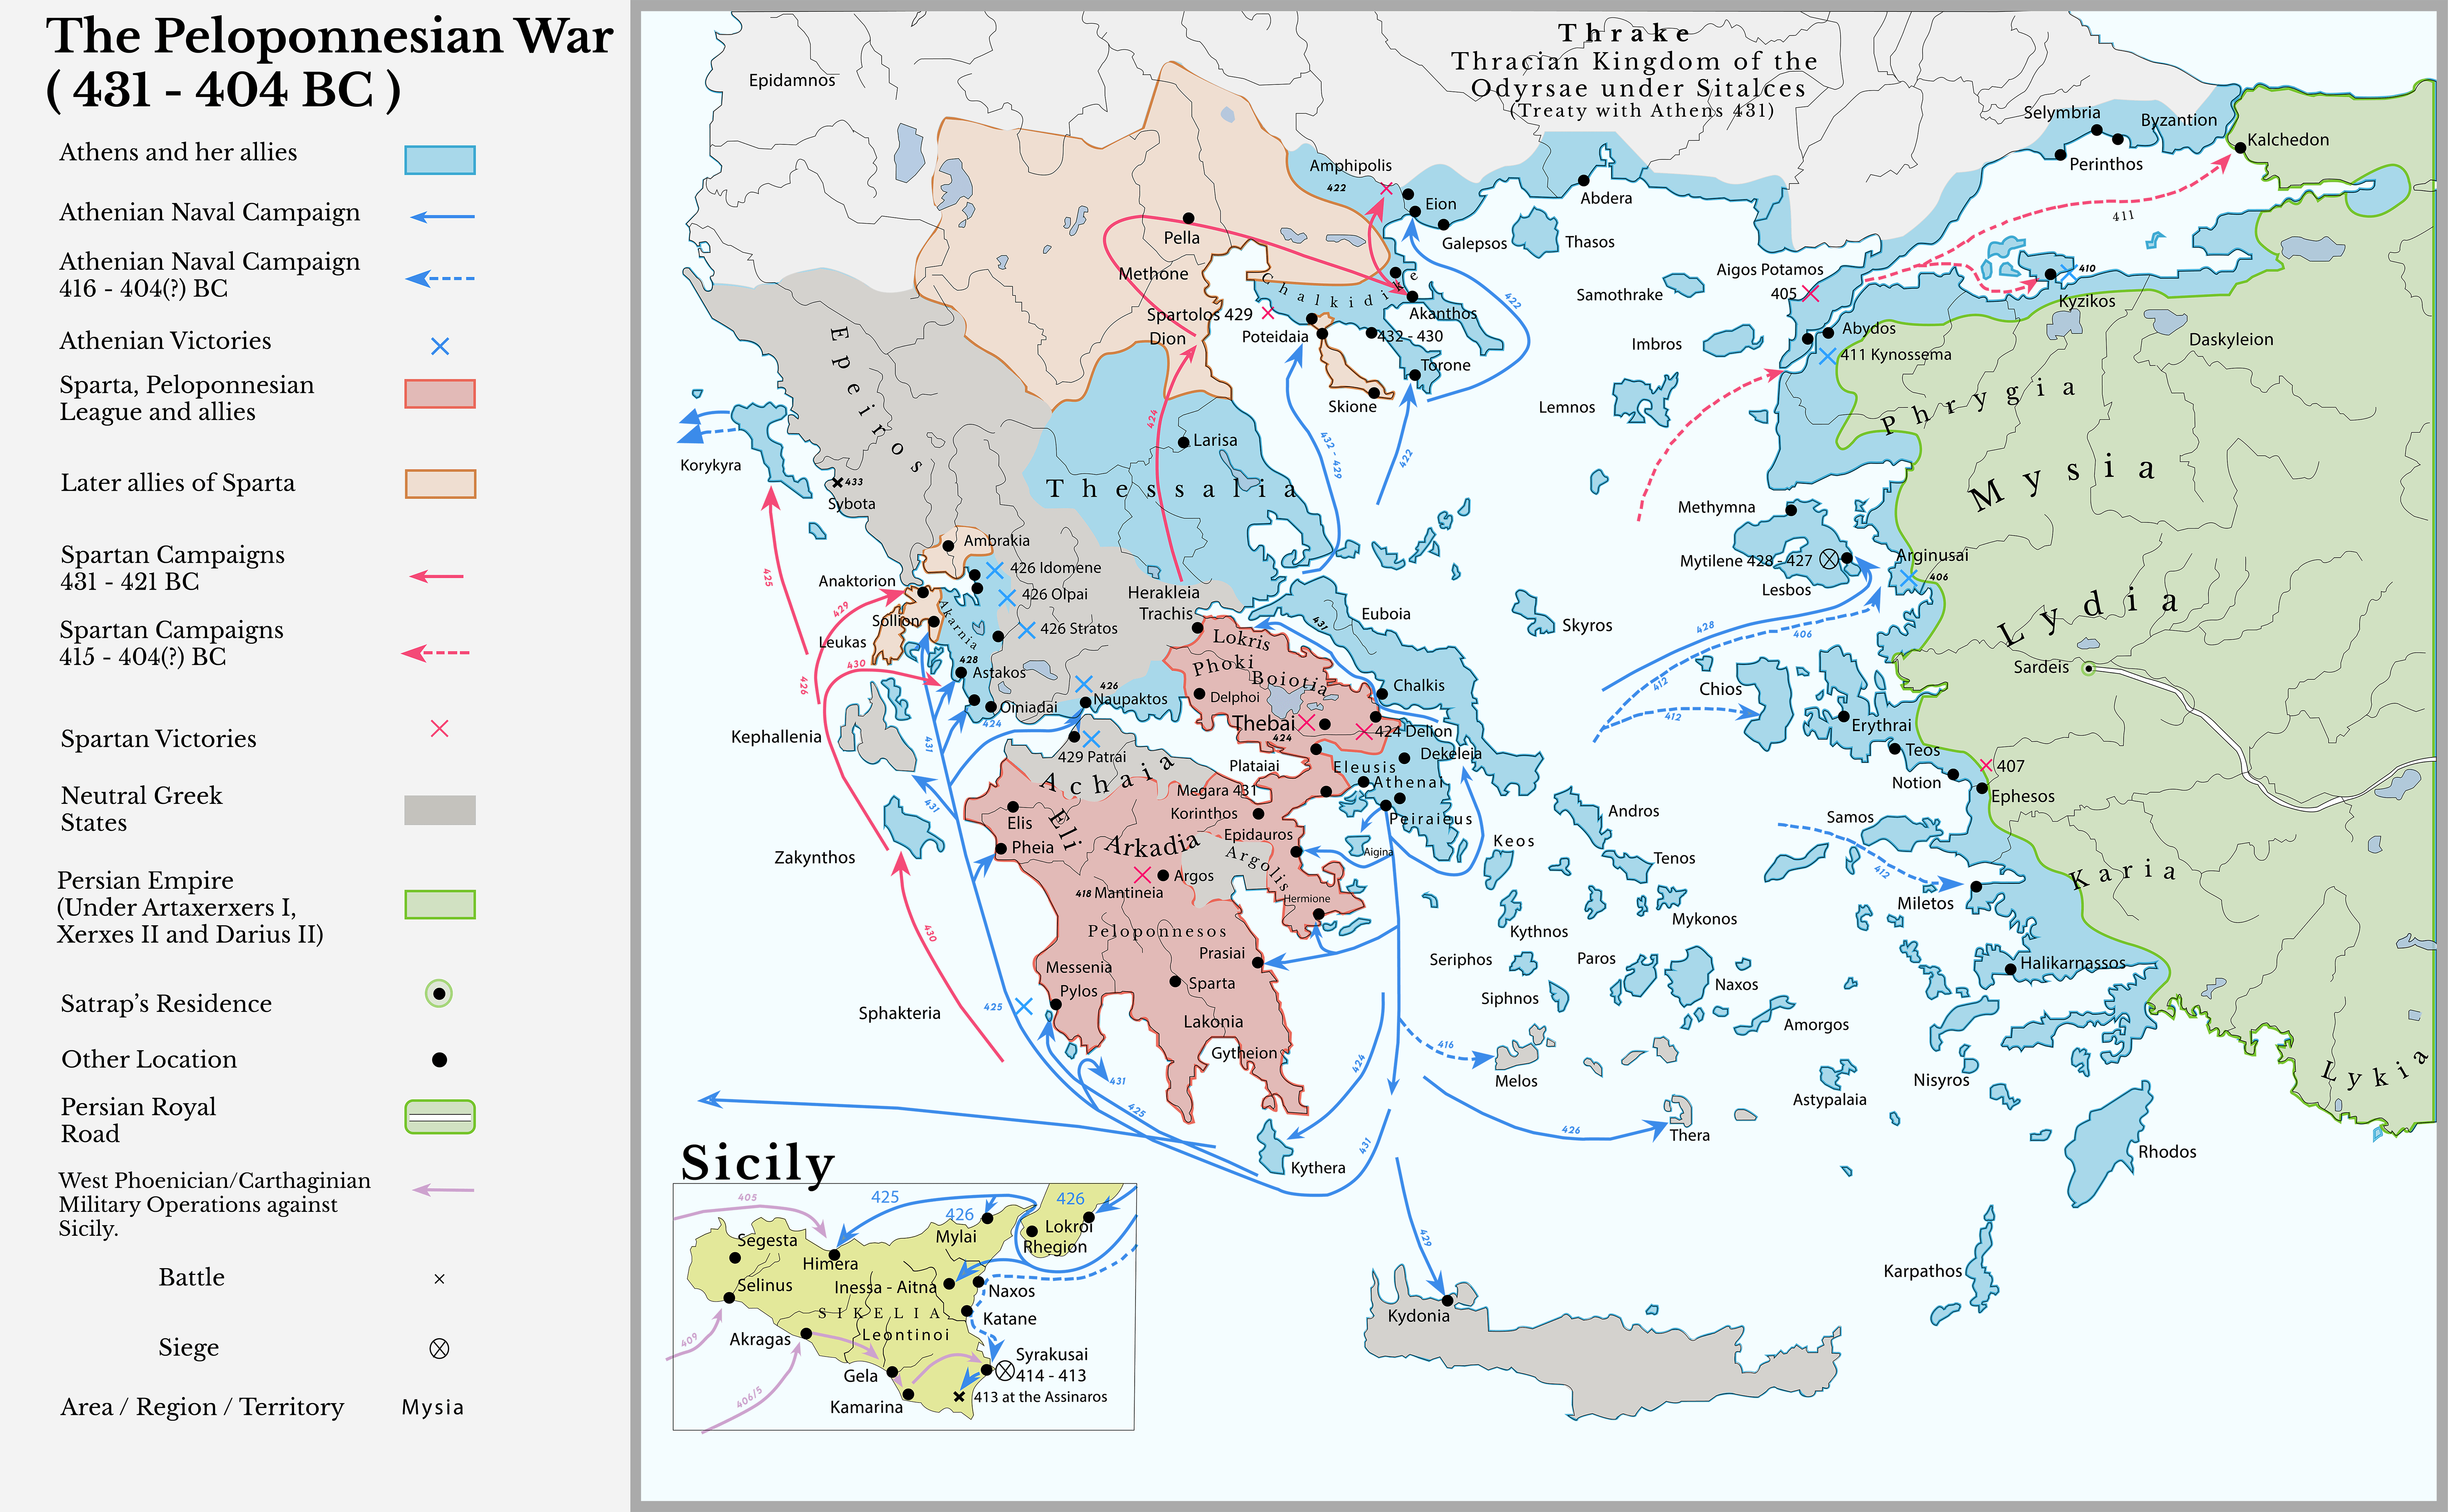 The Peloponnesian War
( 431 - 404 BC )
Athens and her allies
Athenian Naval Campaign
Athenian Naval Campaign
416 - 404(?) BC
Athenian Victories
Sparta, Peloponnesian
League and allies
Later allies of Sparta
Spartan Campaigns
431 - 421 BC
Spartan Campaigns
415 - 404(?) BC
Spartan Victories
Neutral Greek
States
Persian Empire
(Under Artaxerxers I,
Xerxes II and Darius II)
Satrap's Residence
Other Location
Persian Royal
Road
West Phoenician/Carthaginian
Military Operations against
Sicily.
Battle
Siege
Area / Region / Territory
Mysia
Thrake
Thracian Kingdom of the
Odyrsae under Sitalces
(Treaty with Athens 431)
Epidamnos
Selymbria
Byzantion
Kalchedon
Perinthos
411
Amphipolis
422
Eion
Abdera
Galepsos
Thasos
Pella
Methone
Chalkidike
Aigos Potamos
405
Samothrake
410
Kyzikos
Spartolos 429
Akanthos
422
Dion
Poteidaia
432 - 430
Imbros
Abydos
411 Kynossema
Daskyleion
Torone
Skione
Lemnos
Phrygia
Epeiros
424
Larisa
432 - 429
422
Korykyra
433
Sybota
Thessalia
Mysia
Methymna
Mytilene 428 - 427
Arginusai
406
Lesbos
Ambrakia
426 Idomene
Anaktorion
426 Olpai
425
429
Herakleia
Trachis
Euboia
431
Skyros
Lydia
Sollion
Akarnia
426 Stratos
Leukas
Lokris
428
406
Sardeis
430
428
Astakos
Phoki
Boiotia
426
426
Oiniadai
Naupaktos
Delphoi
Chalkis
412
Chios
412
Erythrai
424
Thebai
424
424 Delion
Kephallenia
431
429 Patrai
Dekeleia
Teos
Plataiai
Eleusis
Athenai
407
Notion
Ephesos
Achaia
Megara 431
Korinthos
431
Peiraieus
Andros
Samos
Elis
Eli
Arkadia
Epidauros
Pheia
Argolis
Aigina
Keos
Tenos
Zakynthos
412
Karia
Argos
418 Mantineia
Hermione
Mykonos
Miletos
430
Peloponnesos
Kythnos
Prasiai
Seriphos
Paros
Halikarnassos
Messenia
Pylos
Sparta
Naxos
Siphnos
425
Sphakteria
Lakonia
Amorgos
Gytheion
416
424
Melos
Nisyros
Lykia
431
425
Astypalaia
426
Thera
431
Kythera
Rhodos
429
Karpathos
Kydonia
Sicily
405
425
426
426
Segesta
Mylai
Lokroi
Rhegion
Himera
Selinus
Inessa - Aitna
Naxos
SIKELIA
Katane
409
Akragas
Leontinoi
Syrakusai
414 - 413
Gela
413 at the Assinaros
406/5
Kamarina